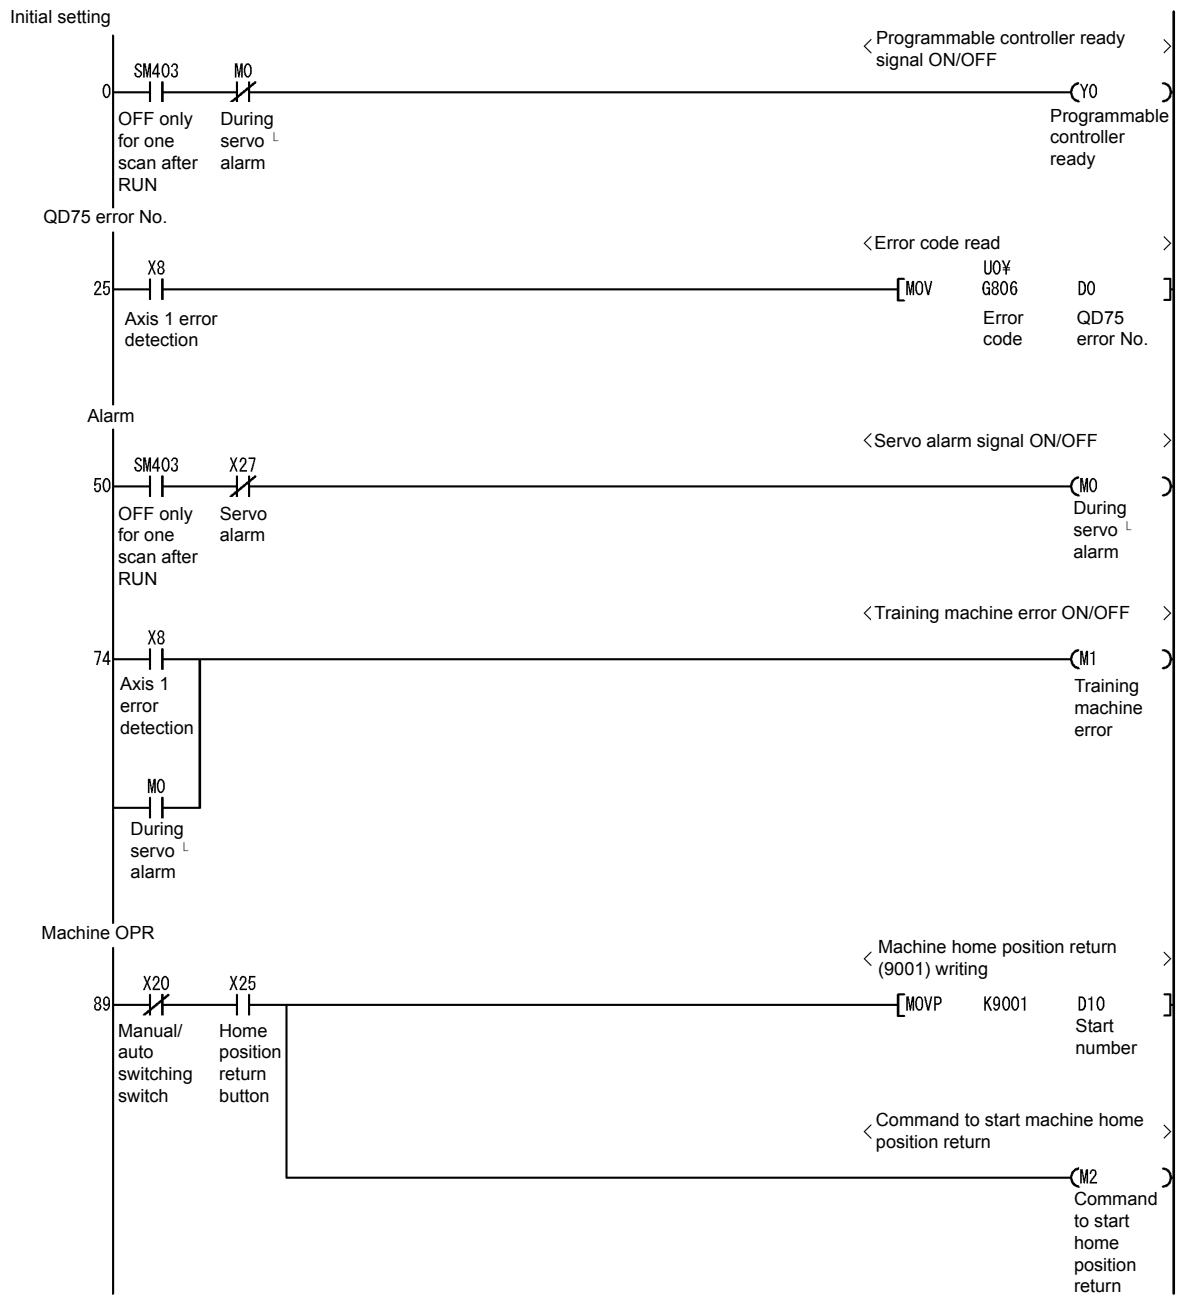 Initial setting
Programmable controller ready
signal ON/OFF
SM403 M0
0 Y0
OFF only
for one
scan after
RUN
During
servo
alarm
Programmable
controller
ready
QD75 error No.
Error code read
X8 U0¥
25 MOV G806 D0
Axis 1 error
detection
Error
code
QD75
error No.
Alarm
Servo alarm signal ON/OFF
SM403 X27
50 M0
OFF only
for one
scan after
RUN
Servo
alarm
During
servo
alarm
Training machine error ON/OFF
X8
74 M1
Axis 1
error
detection
Training
machine
error
M0
During
servo
alarm
Machine OPR
Machine home position return
(9001) writing
X20 X25
89 MOVP K9001 D10
Manual/
auto
switching
switch
Home
position
return
button
Start
number
Command to start machine home
position return
M2
Command
to start
home
position
return